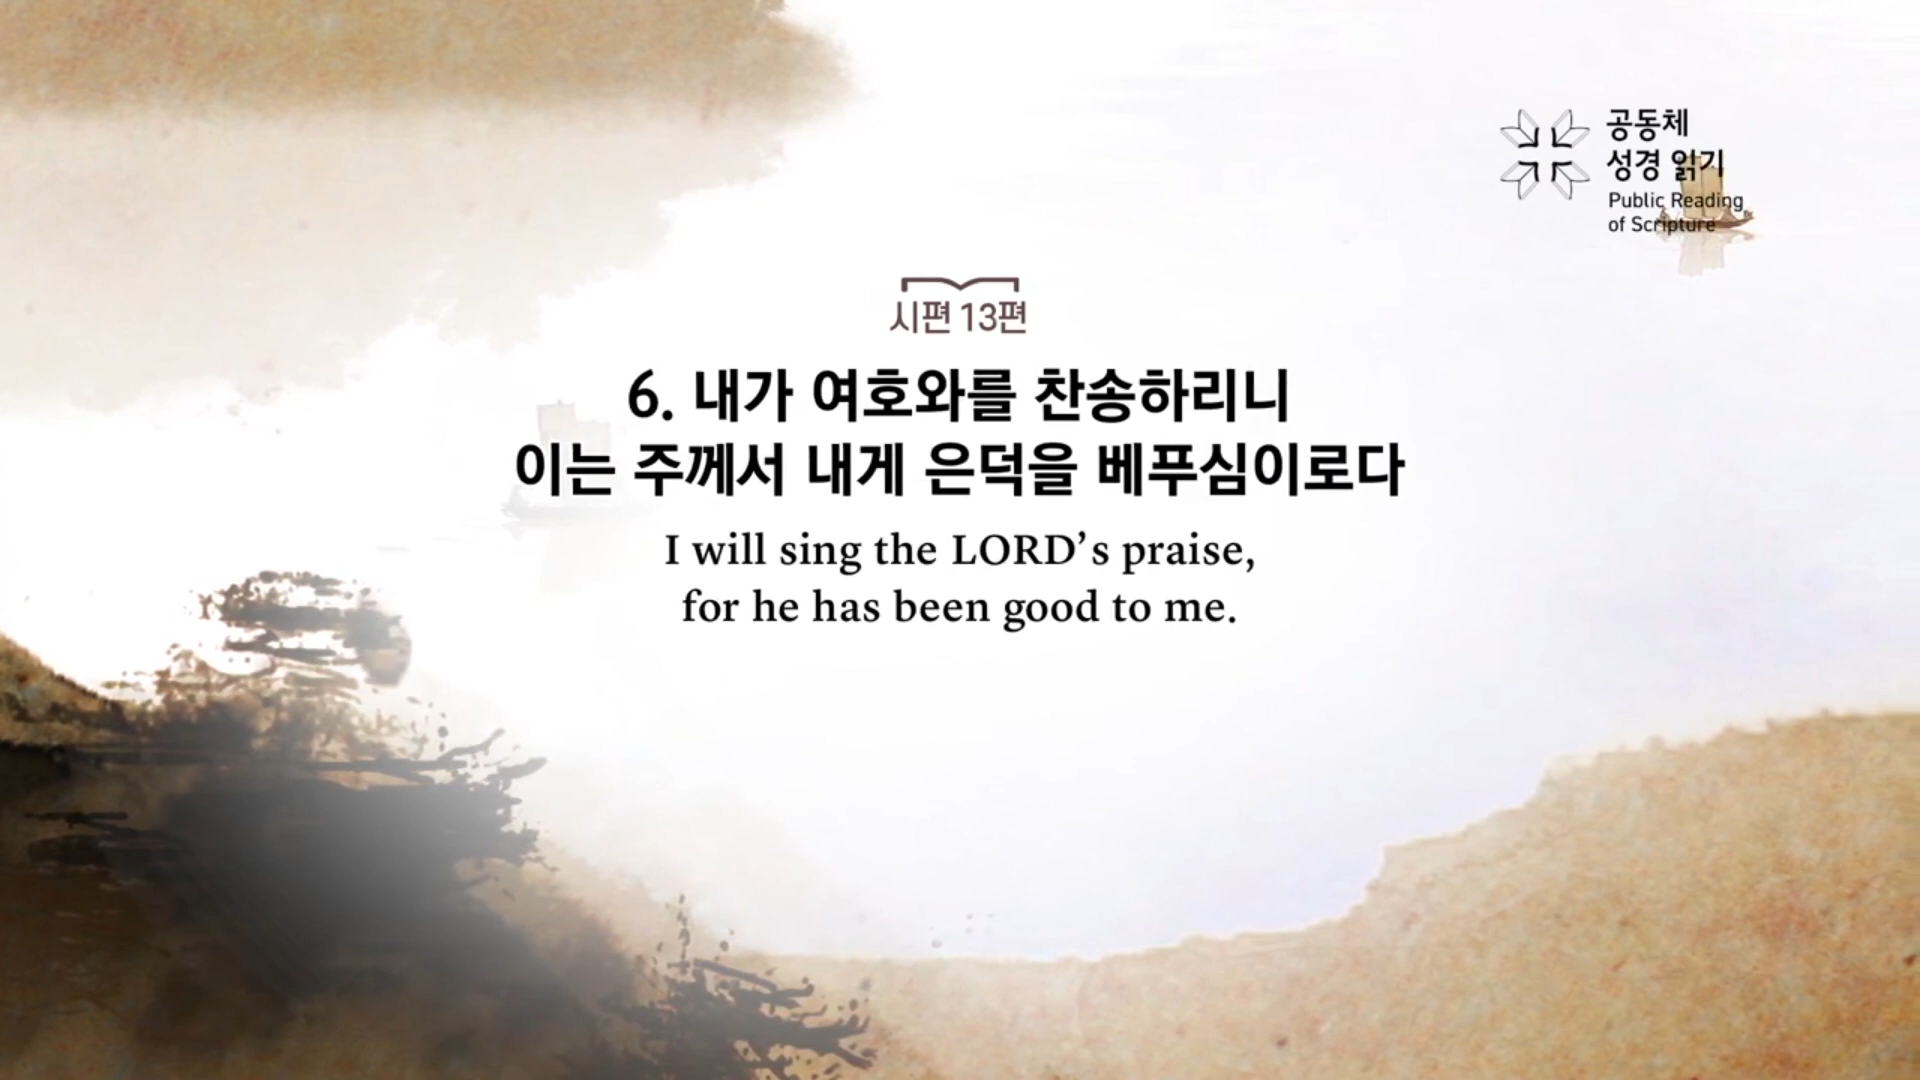 공동체
성경 읽기
Public Reading
of Scripture
시편 13편
6. 내가 여호와를 찬송하리니
이는 주께서 내게 은덕을 베푸심이로다
I will sing the LORD’s praise,
for he has been good to me.